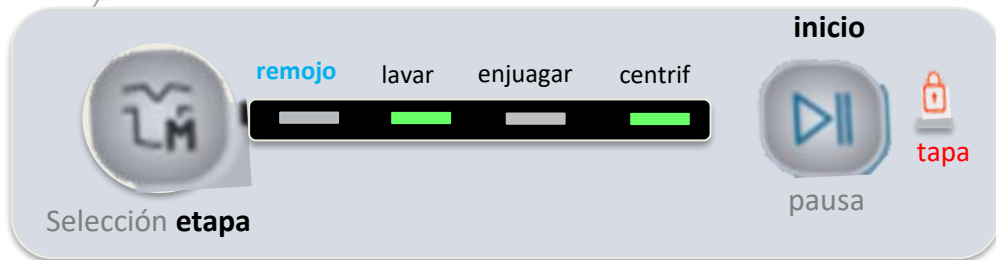 inicio
remojo lavar enjuagar centrif
M
tapa
pausa
Selección etapa